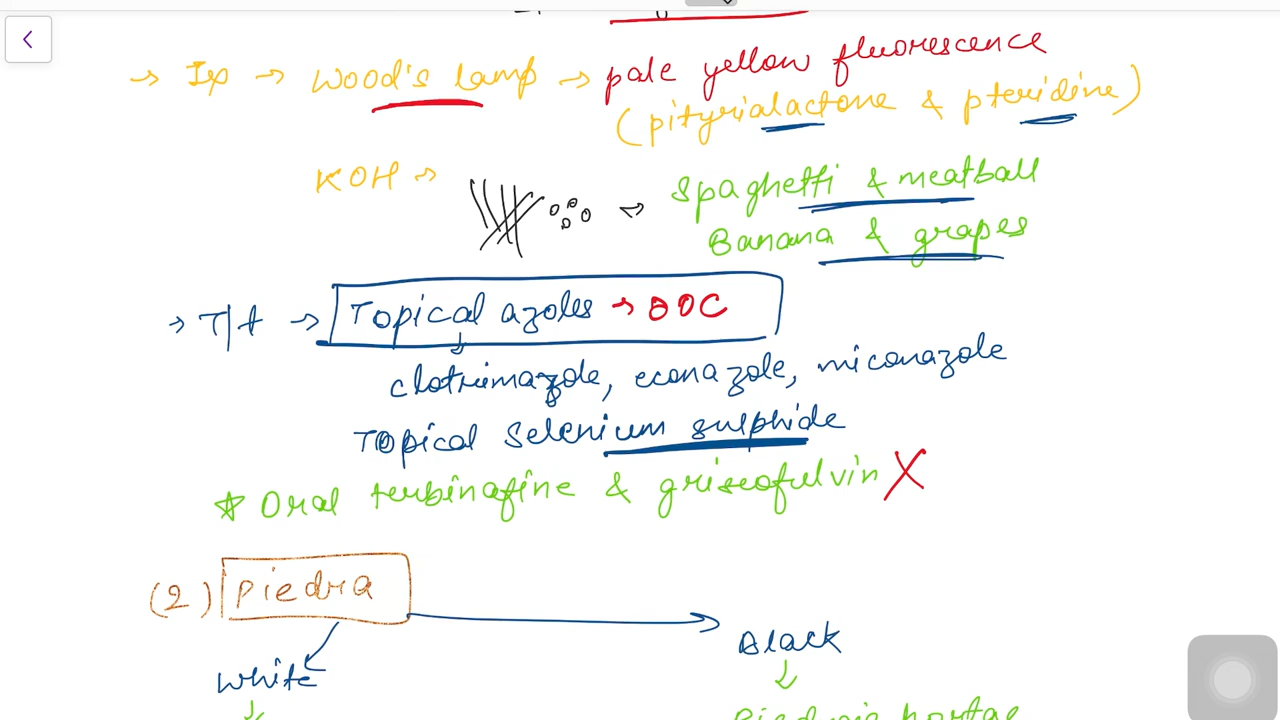 → Ix → Wood's lamp → pale yellow fluorescence
(pityrialactone & pteridine)
KOH → → Spaghetti & meatball
Banana & grapes
→ T/t → Topical azoles → DOC
clotrimazole, econazole, miconazole
Topical Selenium sulphide
* Oral terbinafine & griseofulvin X
(2) Piedra
White Black